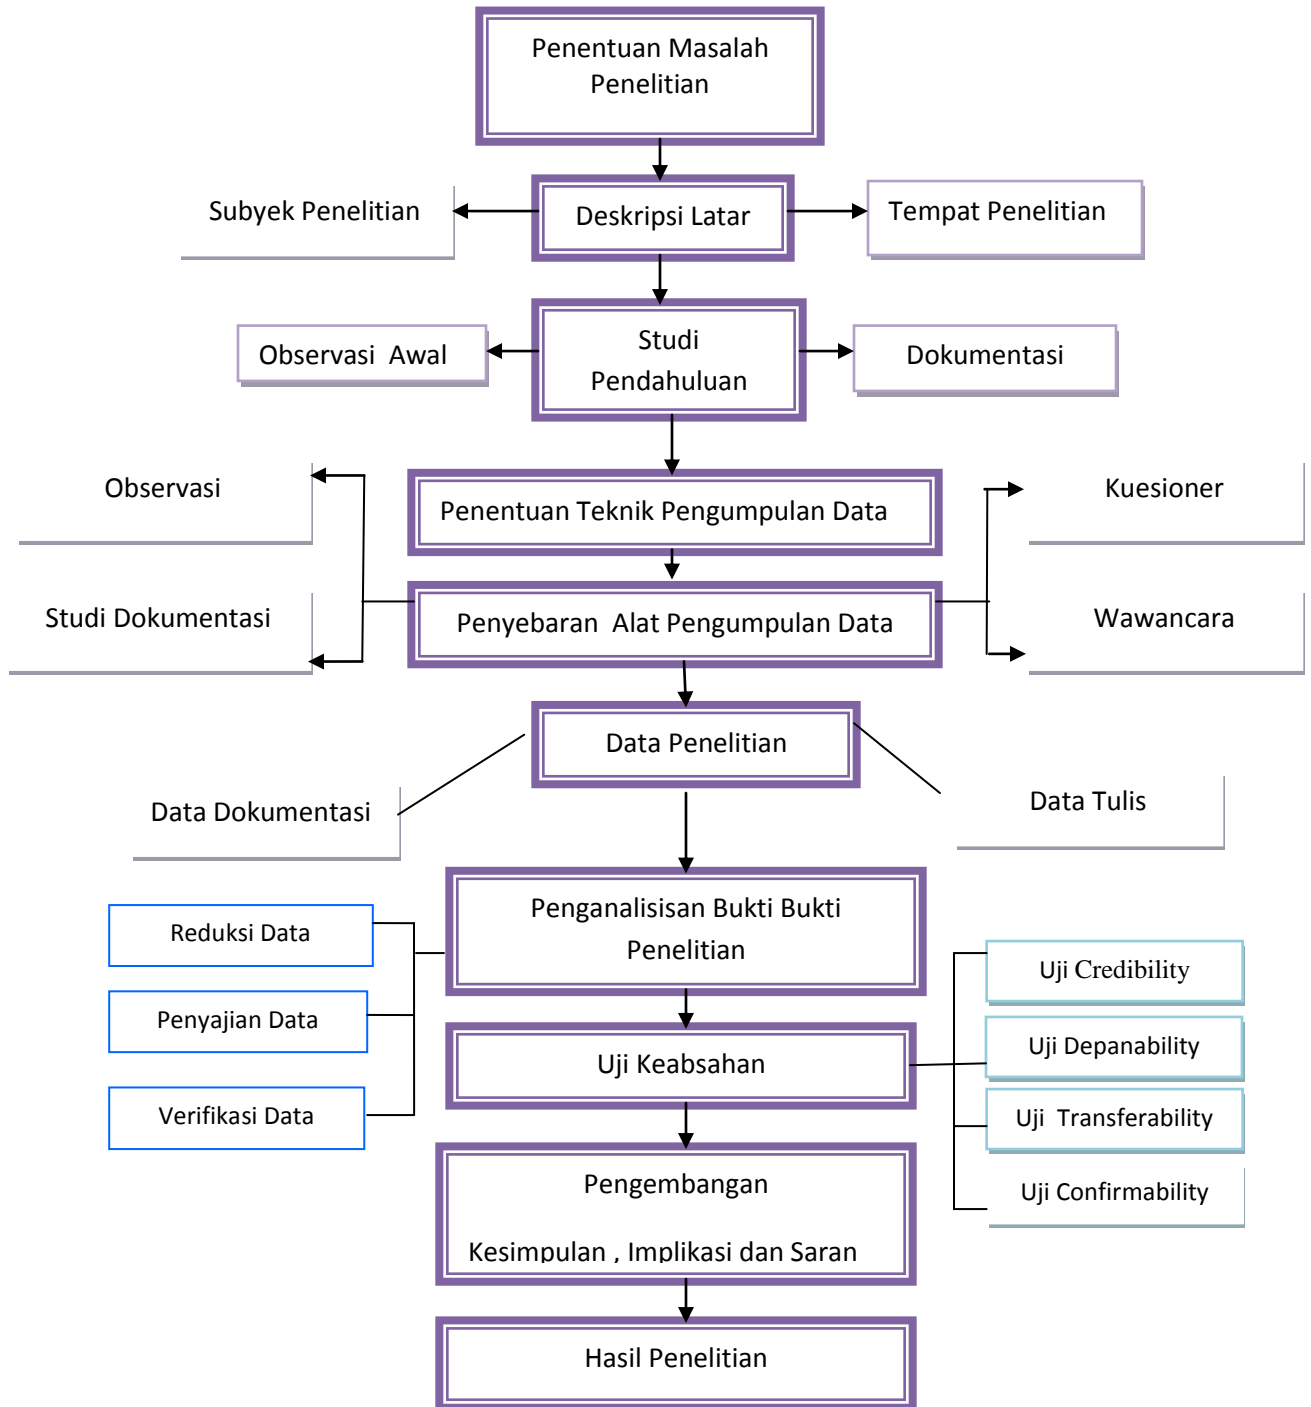 Penentuan Masalah
Penelitian
Subyek Penelitian
Deskripsi Latar
Tempat Penelitian
Observasi  Awal
Studi
Pendahuluan
Dokumentasi
Observasi
Penentuan Teknik Pengumpulan Data
Kuesioner
Studi Dokumentasi
Penyebaran  Alat Pengumpulan Data
Wawancara
Data Penelitian
Data Dokumentasi
Data Tulis
Penganalisisan Bukti Bukti
Penelitian
Reduksi Data
Penyajian Data
Verifikasi Data
Uji Keabsahan
Uji Credibility
Uji Depanability
Uji  Transferability
Uji Confirmability
Pengembangan
Kesimpulan , Implikasi dan Saran
Hasil Penelitian